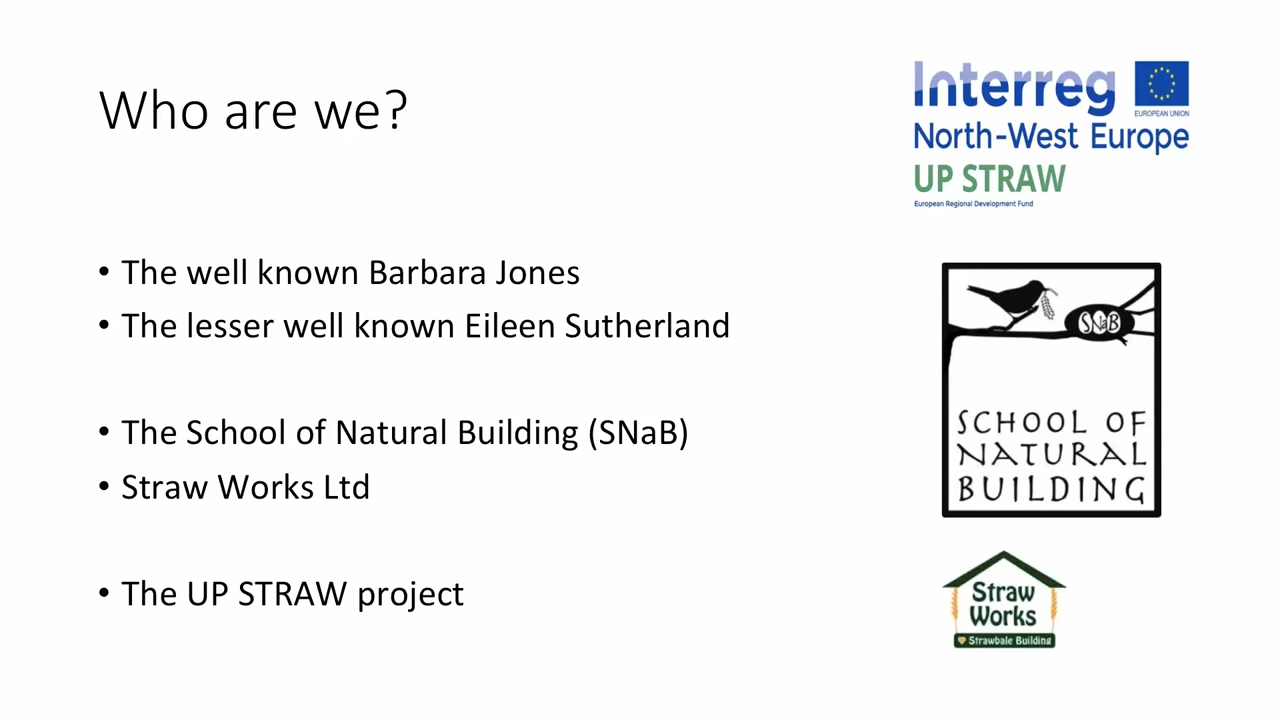 Who are we?
• The well known Barbara Jones
• The lesser well known Eileen Sutherland
• The School of Natural Building (SNaB)
• Straw Works Ltd
• The UP STRAW project
Interreg
EUROPEAN UNION
North-West Europe
UP STRAW
European Regional Development Fund
SNaB
SCHOOL OF
NATURAL
BUILDING
Straw
Works
Strawbale Building